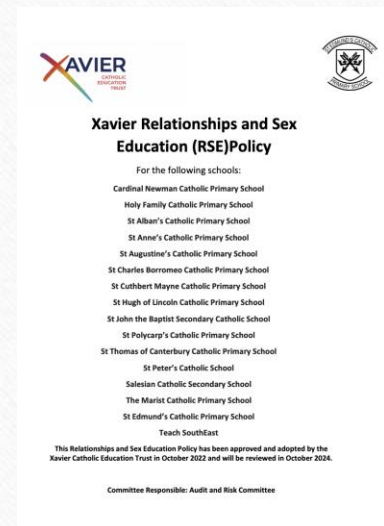 XAVIER
CATHOLIC
EDUCATION
TRUST
ST EDMUND'S CATHOLIC
PRIMARY SCHOOL
Xavier Relationships and Sex
Education (RSE)Policy
For the following schools:
Cardinal Newman Catholic Primary School
Holy Family Catholic Primary School
St Alban's Catholic Primary School
St Anne's Catholic Primary School
St Augustine's Catholic Primary School
St Charles Borromeo Catholic Primary School
St Cuthbert Mayne Catholic Primary School
St Hugh of Lincoln Catholic Primary School
St John the Baptist Secondary Catholic School
St Polycarp's Catholic Primary School
St Thomas of Canterbury Catholic Primary School
St Peter's Catholic School
Salesian Catholic Secondary School
The Marist Catholic Primary School
St Edmund's Catholic Primary School
Teach SouthEast
This Relationships and Sex Education Policy has been approved and adopted by the
Xavier Catholic Education Trust in October 2022 and will be reviewed in October 2024.
Committee Responsible: Audit and Risk Committee